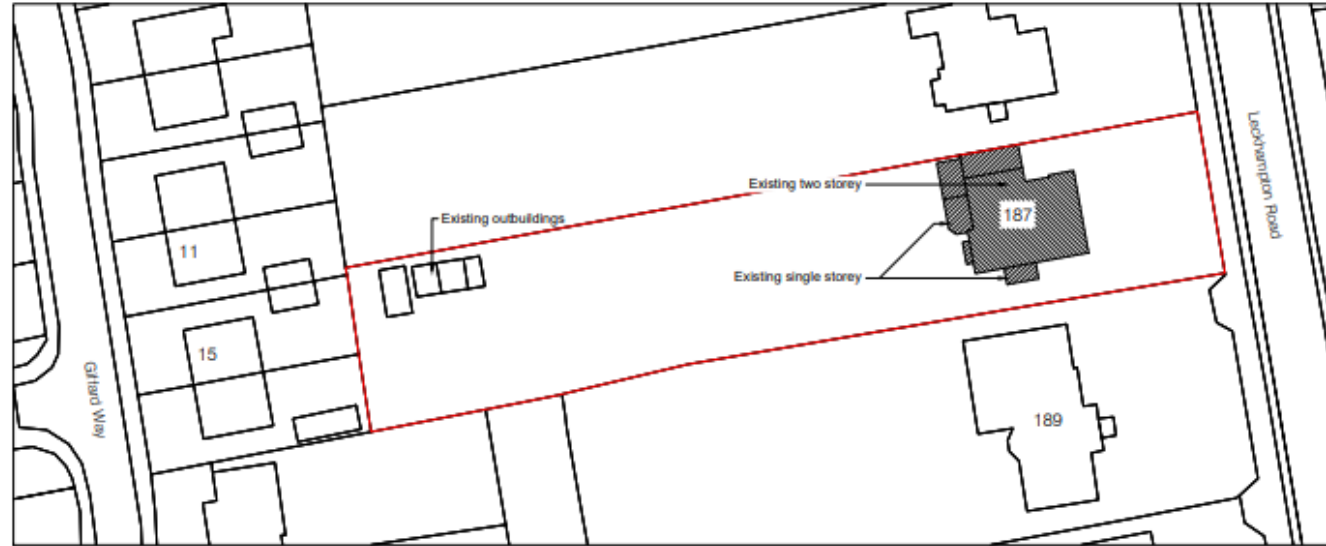 Leckhampton Road
Existing two storey
187
Existing outbuildings
11
Existing single storey
15
Giffard Way
189